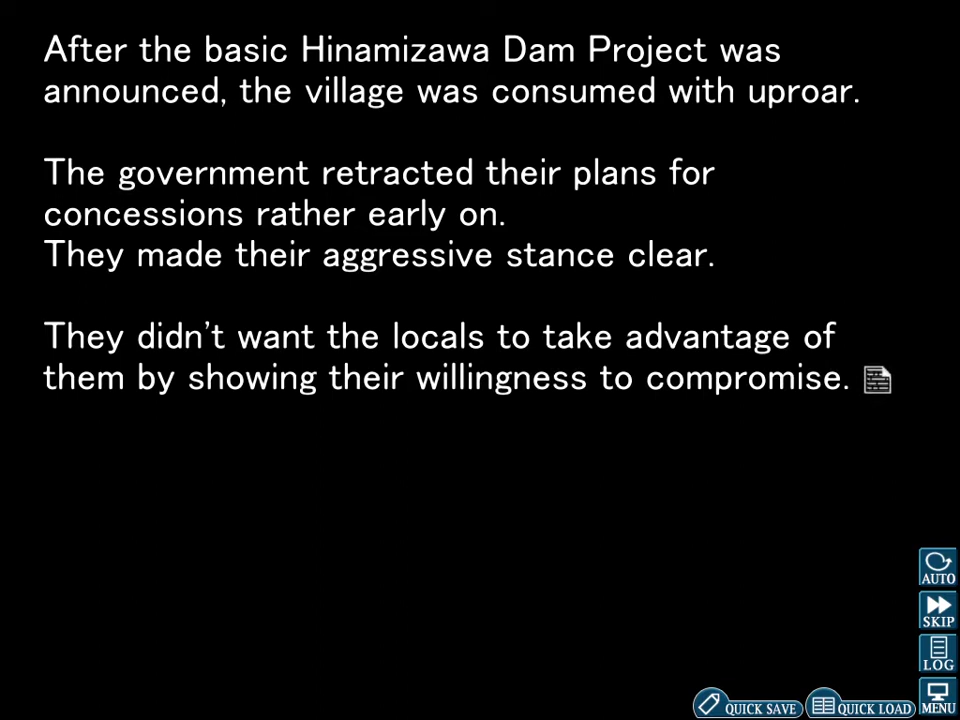 After the basic Hinamizawa Dam Project was
announced, the village was consumed with uproar.
The government retracted their plans for
concessions rather early on.
They made their aggressive stance clear.
They didn't want the locals to take advantage of
them by showing their willingness to compromise.
AUTO
SKIP
LOG
MENU
QUICK SAVE
QUICK LOAD